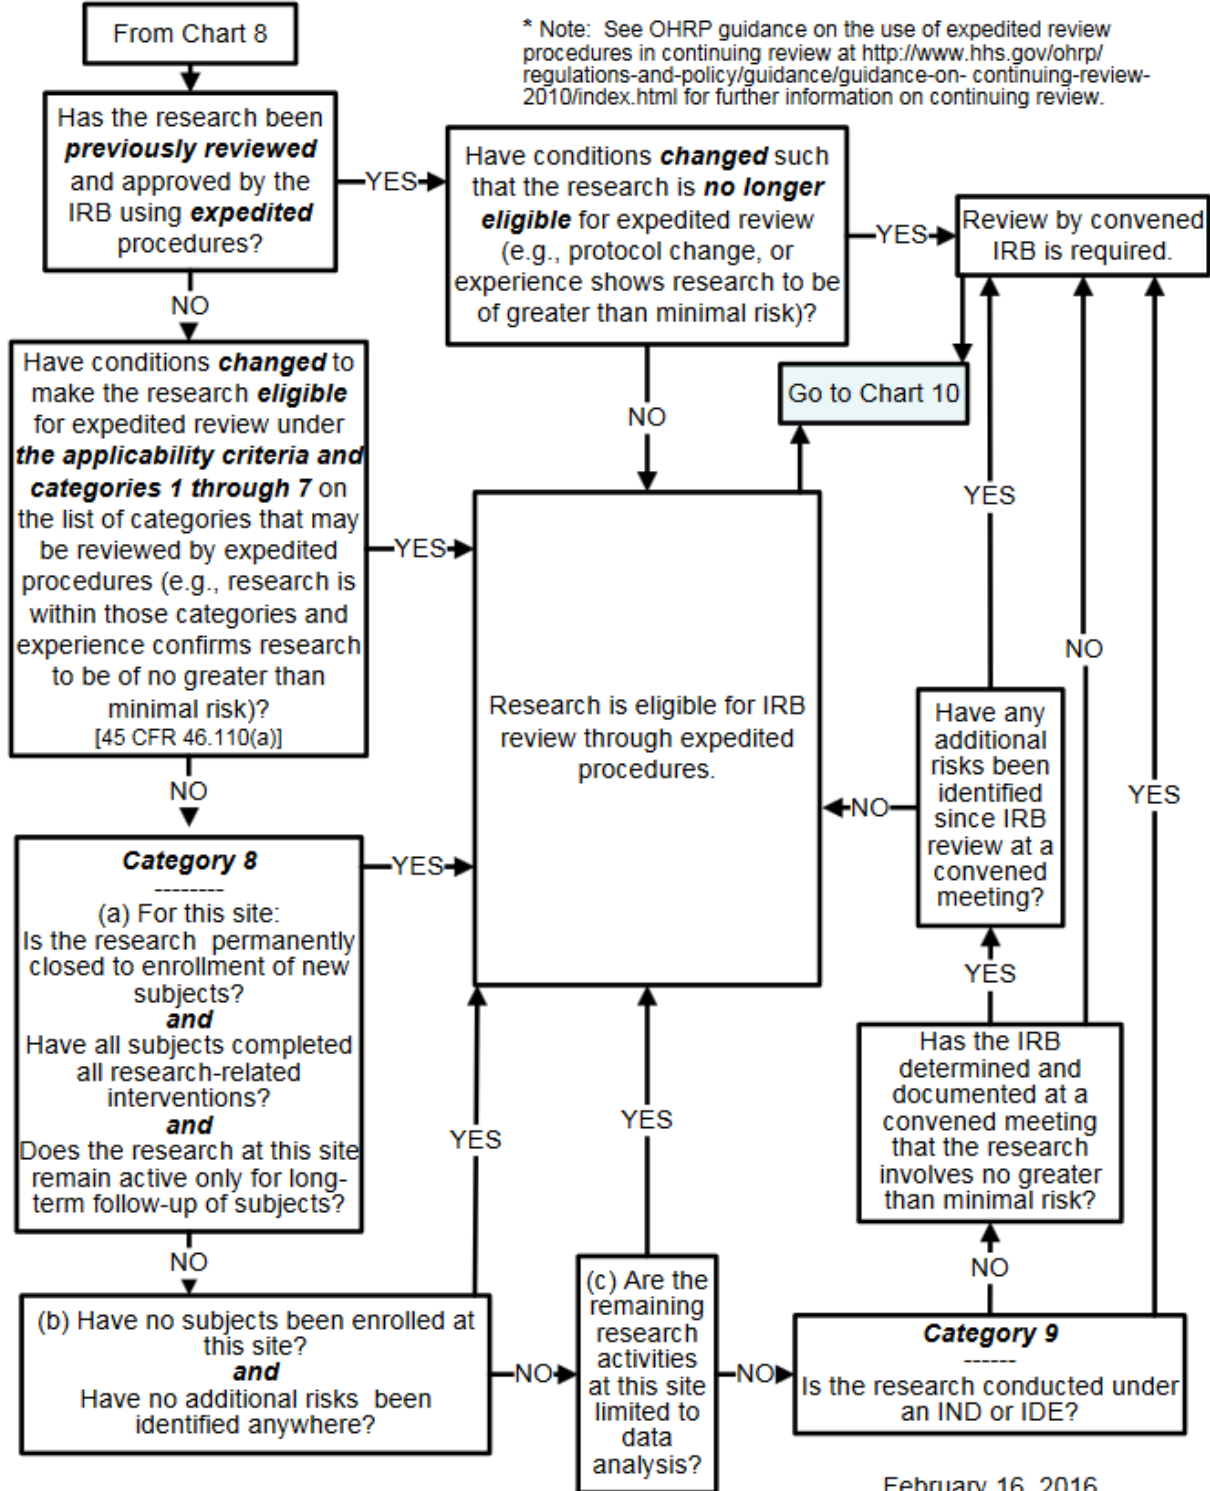 From Chart 8
* Note:  See OHRP guidance on the use of expedited review
procedures in continuing review at http://www.hhs.gov/ohrp/
regulations-and-policy/guidance/guidance-on- continuing-review-
2010/index.html for further information on continuing review.
Has the research been
previously reviewed
and approved by the
IRB using expedited
procedures?
YES
Have conditions changed such
that the research is no longer
eligible for expedited review
(e.g., protocol change, or
experience shows research to be
of greater than minimal risk)?
YES
Review by convened
IRB is required.
NO
Have conditions changed to
make the research eligible
for expedited review under
the applicability criteria and
categories 1 through 7 on
the list of categories that may
be reviewed by expedited
procedures (e.g., research is
within those categories and
experience confirms research
to be of no greater than
minimal risk)?
[45 CFR 46.110(a)]
YES
NO
Go to Chart 10
Research is eligible for IRB
review through expedited
procedures.
YES
NO
YES
Have any
additional
risks been
identified
since IRB
review at a
convened
meeting?
NO
NO
Category 8
--------
(a) For this site:
Is the research  permanently
closed to enrollment of new
subjects?
and
Have all subjects completed
all research-related
interventions?
and
Does the research at this site
remain active only for long-
term follow-up of subjects?
YES
YES
YES
YES
Has the IRB
determined and
documented at a
convened meeting
that the research
involves no greater
than minimal risk?
NO
NO
(b) Have no subjects been enrolled at
this site?
and
Have no additional risks  been
identified anywhere?
NO
(c) Are the
remaining
research
activities
at this site
limited to
data
analysis?
NO
Category 9
------
Is the research conducted under
an IND or IDE?
February 16, 2016